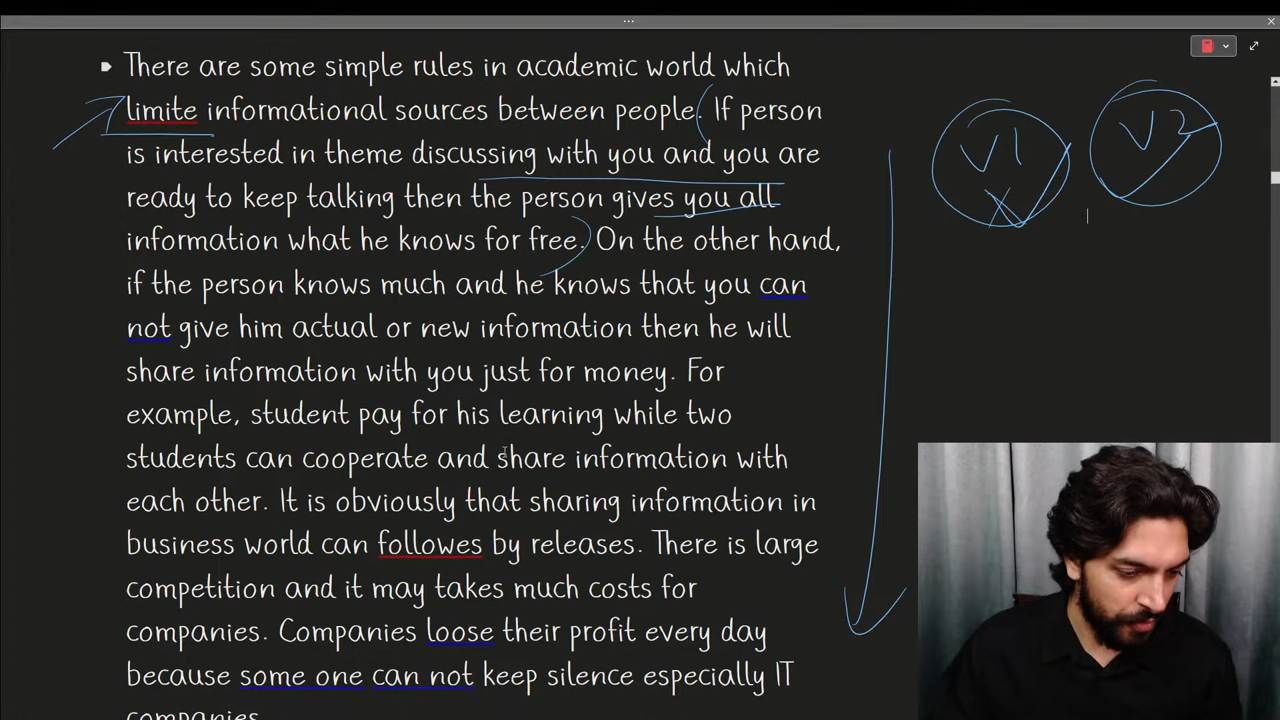 There are some simple rules in academic world which
limite informational sources between people. If person
is interested in theme discussing with you and you are
ready to keep talking then the person gives you all
information what he knows for free. On the other hand,
if the person knows much and he knows that you can
not give him actual or new information then he will
share information with you just for money. For
example, student pay for his learning while two
students can cooperate and share information with
each other. It is obviously that sharing information in
business world can followes by releases. There is large
competition and it may takes much costs for
companies. Companies loose their profit every day
because some one can not keep silence especially IT
companies.
V1
V2